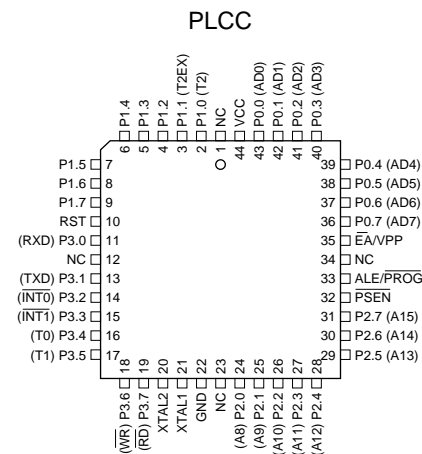 PLCC
P1.4
P1.3
P1.2
P1.1 (T2EX)
P1.0 (T2)
NC
VCC
P0.0 (AD0)
P0.1 (AD1)
P0.2 (AD2)
P0.3 (AD3)
6
5
4
3
2
1
44
43
42
41
40
P1.5 7
P1.6 8
P1.7 9
RST 10
(RXD) P3.0 11
NC 12
(TXD) P3.1 13
(INT0) P3.2 14
(INT1) P3.3 15
(T0) P3.4 16
(T1) P3.5 17
39 P0.4 (AD4)
38 P0.5 (AD5)
37 P0.6 (AD6)
36 P0.7 (AD7)
35 EA/VPP
34 NC
33 ALE/PROG
32 PSEN
31 P2.7 (A15)
30 P2.6 (A14)
29 P2.5 (A13)
18
19
20
21
22
23
24
25
26
27
28
(WR) P3.6
(RD) P3.7
XTAL2
XTAL1
GND
NC
(A8) P2.0
(A9) P2.1
(A10) P2.2
(A11) P2.3
(A12) P2.4